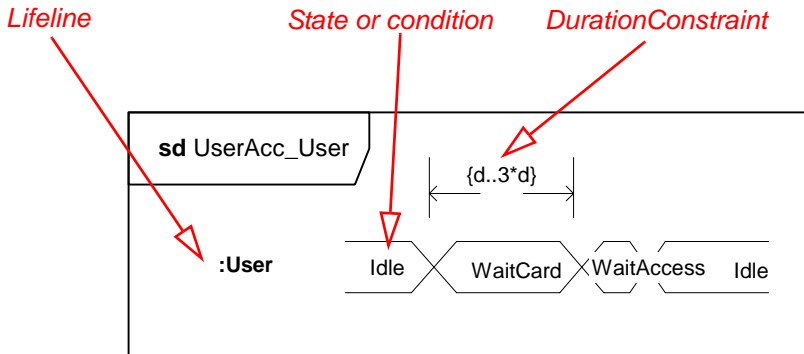 Lifeline State or condition DurationConstraint
sd UserAcc_User
{d..3*d}
:User Idle WaitCard WaitAccess Idle